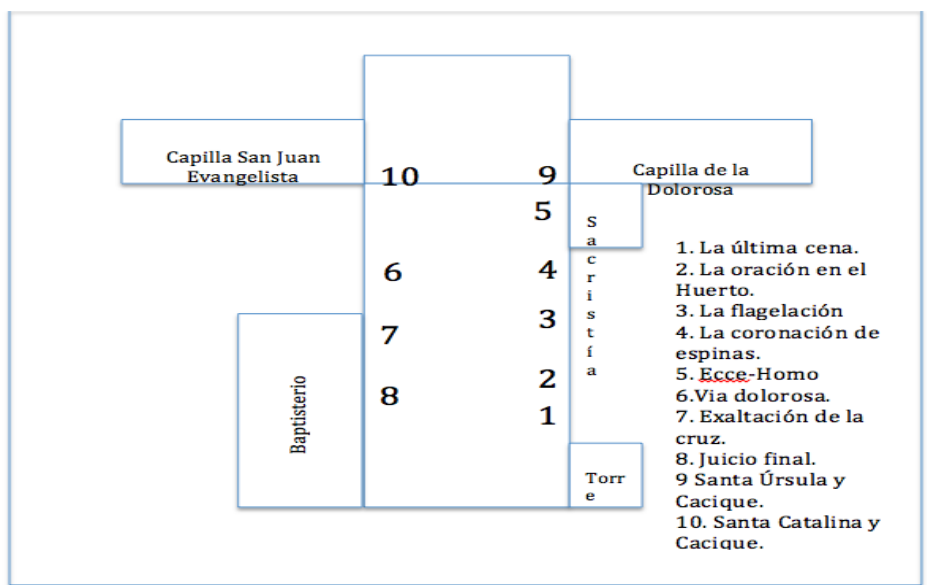 Capilla San Juan
Evangelista
10
9
Capilla de la
Dolorosa
5
S
a
c
r
i
s
t
í
a
6
4
3
7
2
8
1
Baptisterio
Torr
e
1. La última cena.
2. La oración en el
Huerto.
3. La flagelación
4. La coronación de
espinas.
5. Ecce-Homo
6.Via dolorosa.
7. Exaltación de la
cruz.
8. Juicio final.
9 Santa Úrsula y
Cacique.
10. Santa Catalina y
Cacique.